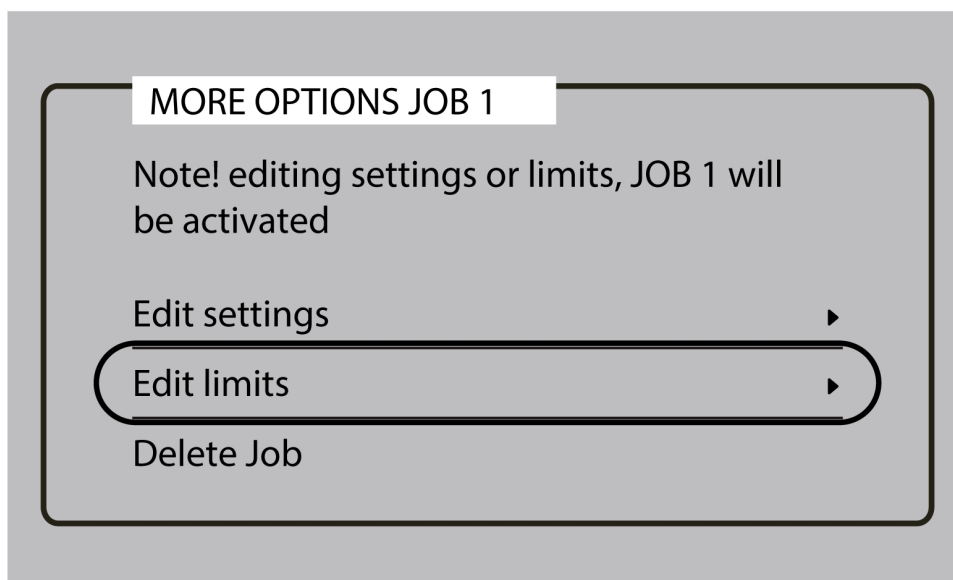 MORE OPTIONS JOB 1
Note! editing settings or limits, JOB 1 will
be activated
Edit settings
Edit limits
Delete Job